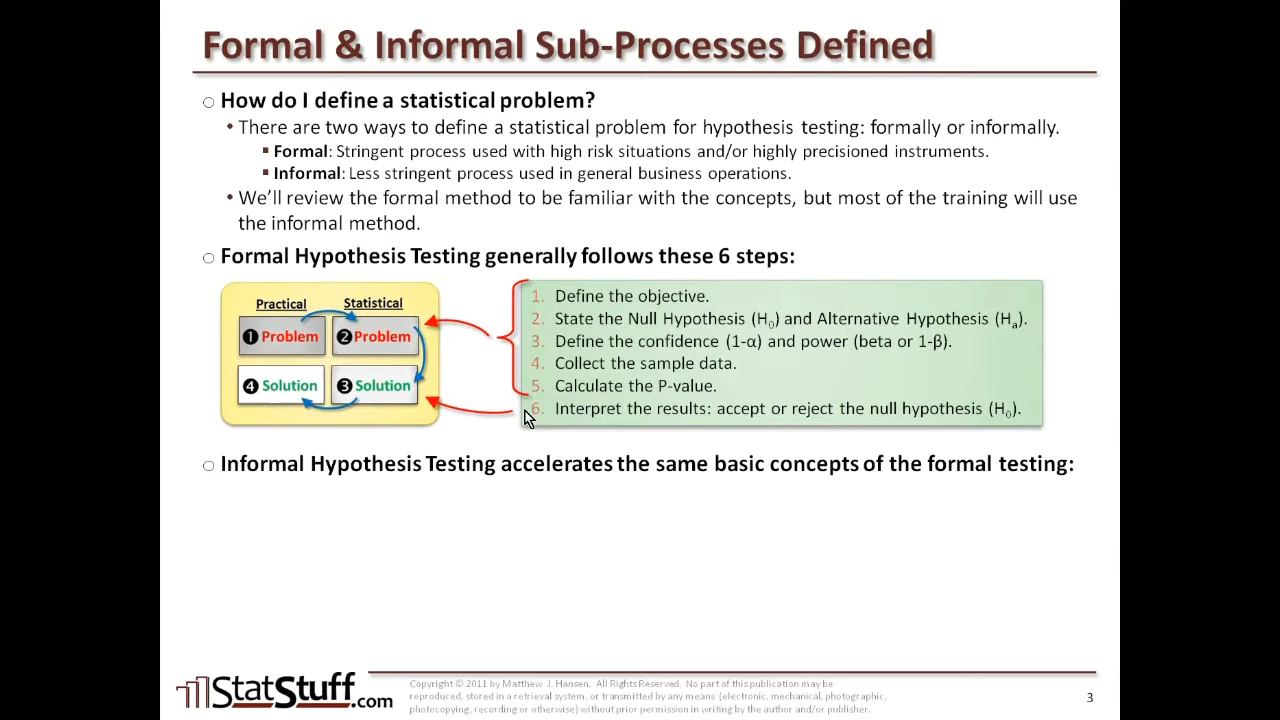 Formal & Informal Sub-Processes Defined
How do I define a statistical problem?
• There are two ways to define a statistical problem for hypothesis testing: formally or informally.
▪ Formal: Stringent process used with high risk situations and/or highly precisioned instruments.
▪ Informal: Less stringent process used in general business operations.
• We'll review the formal method to be familiar with the concepts, but most of the training will use
the informal method.
Formal Hypothesis Testing generally follows these 6 steps:
Practical Statistical
❶ Problem ❷ Problem
❹ Solution ❸ Solution
1. Define the objective.
2. State the Null Hypothesis (H₀) and Alternative Hypothesis (Hₐ).
3. Define the confidence (1-α) and power (beta or 1-β).
4. Collect the sample data.
5. Calculate the P-value.
6. Interpret the results: accept or reject the null hypothesis (H₀).
Informal Hypothesis Testing accelerates the same basic concepts of the formal testing:
StatStuff.com
Copyright © 2011 by Matthew J. Hansen. All Rights Reserved. No part of this publication may be
reproduced, stored in a retrieval system, or transmitted by any means (electronic, mechanical, photographic,
photocopying, recording or otherwise) without prior permission in writing by the author and/or publisher.
3